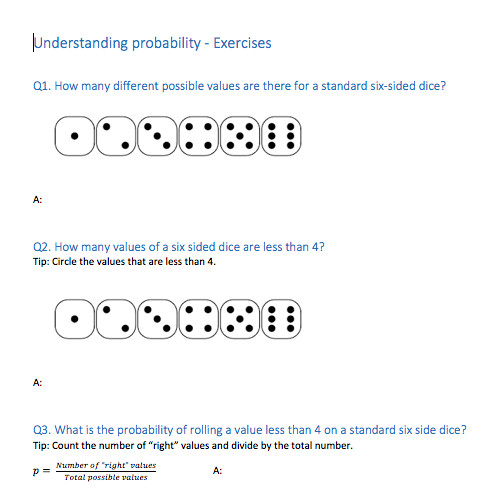 Understanding probability - Exercises
Q1. How many different possible values are there for a standard six-sided dice?
A:
Q2. How many values of a six sided dice are less than 4?
Tip: Circle the values that are less than 4.
A:
Q3. What is the probability of rolling a value less than 4 on a standard six side dice?
Tip: Count the number of “right” values and divide by the total number.
p = Number of "right" values / Total possible values A: